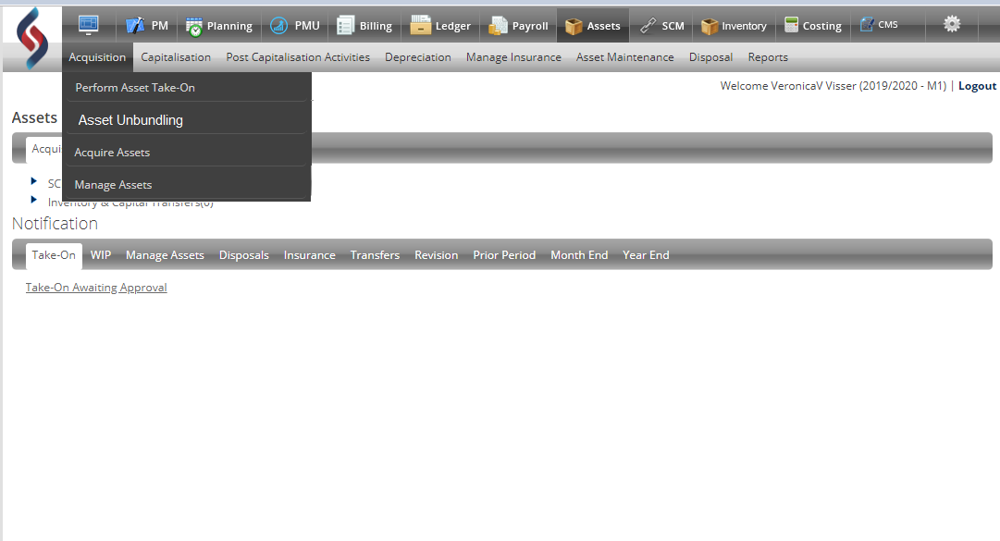 PM Planning PMU Billing Ledger Payroll Assets SCM Inventory Costing CMS
Acquisition Capitalisation Post Capitalisation Activities Depreciation Manage Insurance Asset Maintenance Disposal Reports
Perform Asset Take-On
Welcome VeronicaV Visser (2019/2020 - M1) | Logout
Assets
Asset Unbundling
Acqui
Acquire Assets
SC
Manage Assets
Inventory & Capital Transfers(0)
Notification
Take-On WIP Manage Assets Disposals Insurance Transfers Revision Prior Period Month End Year End
Take-On Awaiting Approval